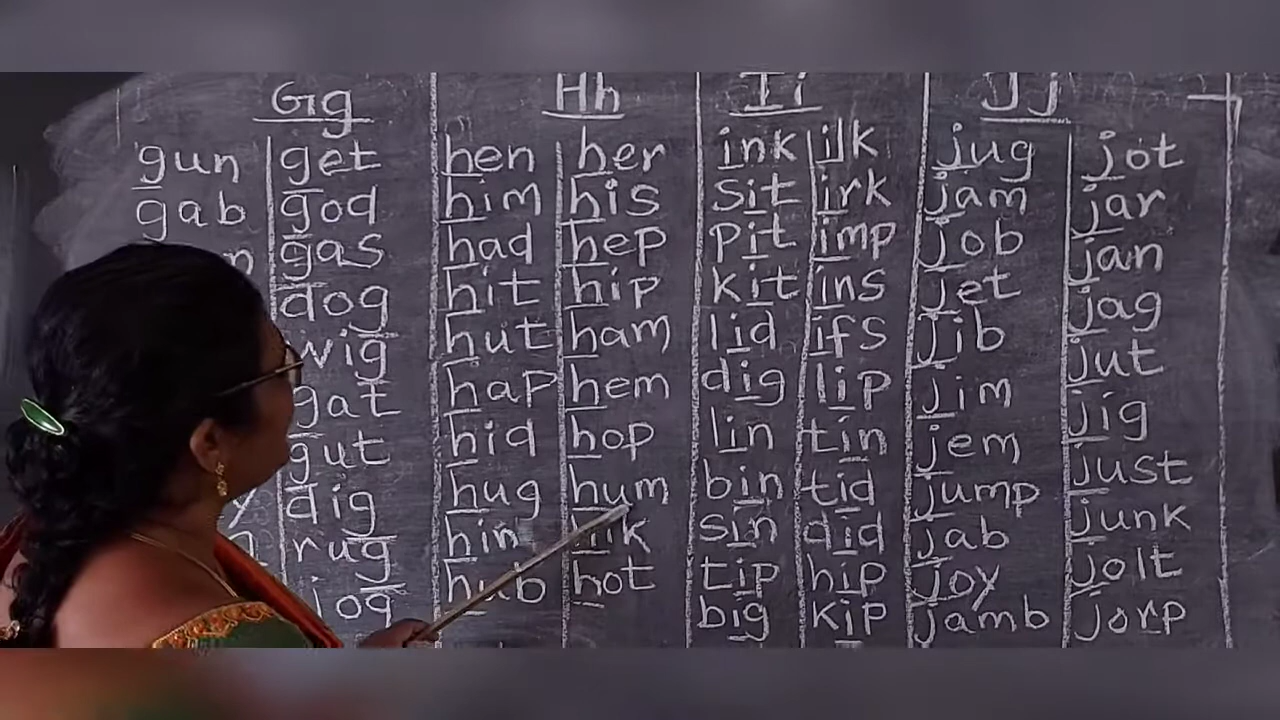 Gg Hh Ii Jj
gun get hen her ink ilk jug jot
gab god him his sit irk jam jar
gas had hep pit imp job jan
dog hit hip kit ins jet jag
wig hut ham lid ifs jib jut
gat hap hem dig lip jim jig
gut hid hop lin tin jem just
dig hug hum bin tid jump junk
rug hin sin did jab jolt
jog hub hot tip hip joy jorp
big kip jamb